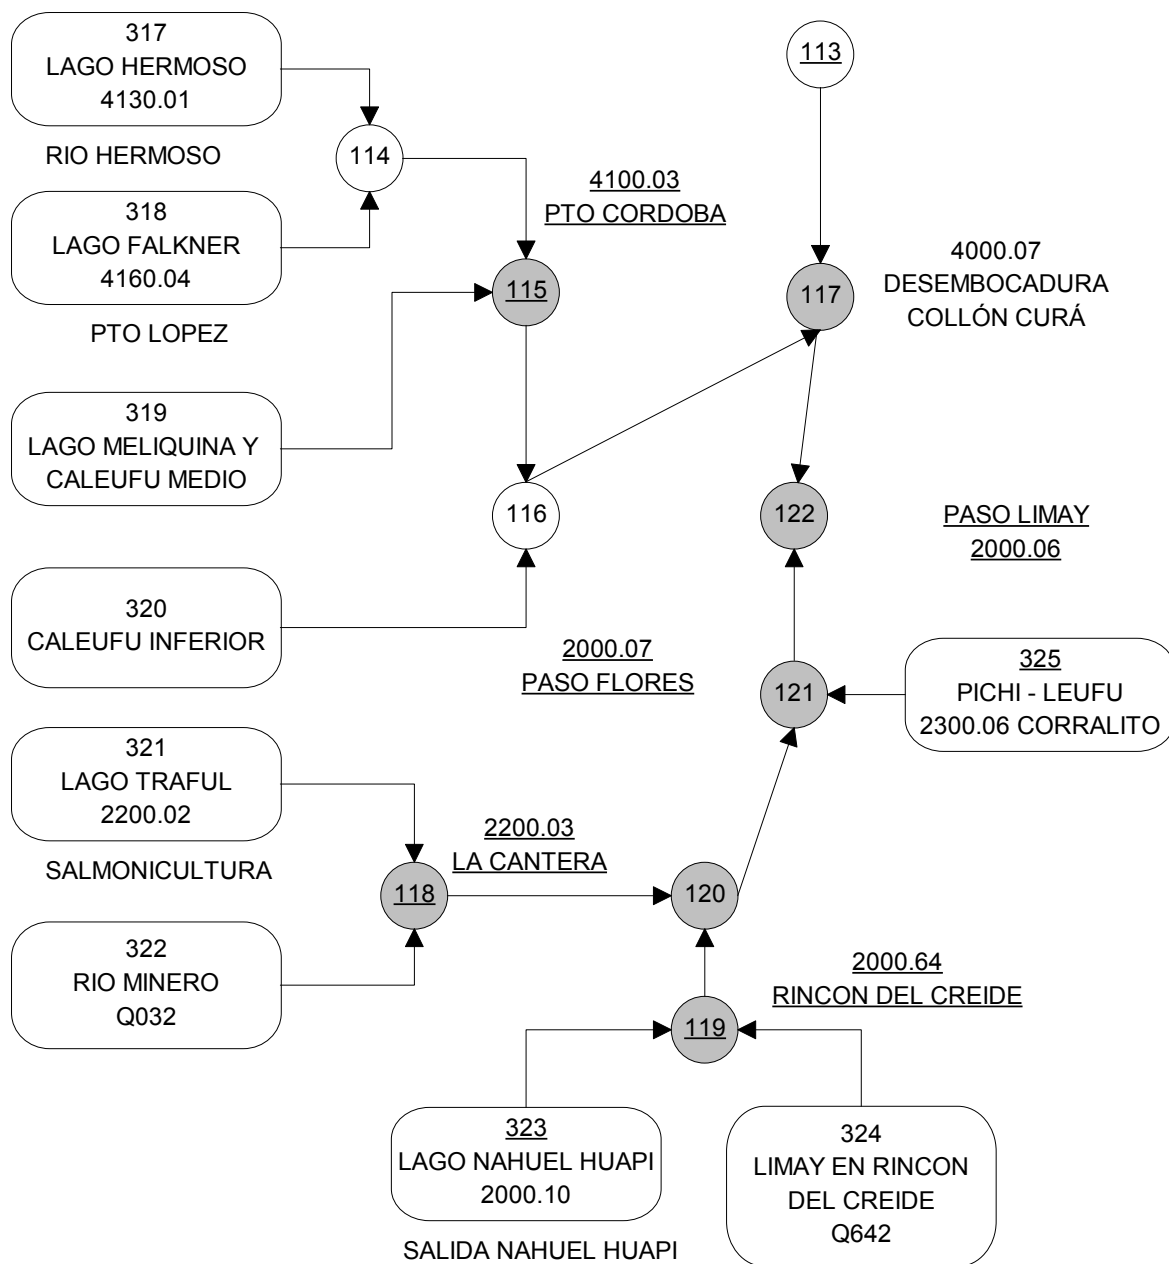 317
LAGO HERMOSO
4130.01
RIO HERMOSO
113
114
4100.03
PTO CORDOBA
318
LAGO FALKNER
4160.04
PTO LOPEZ
115
117
4000.07
DESEMBOCADURA
COLLÓN CURÁ
319
LAGO MELIQUINA Y
CALEUFU MEDIO
116
122
PASO LIMAY
2000.06
320
CALEUFU INFERIOR
2000.07
PASO FLORES
121
325
PICHI - LEUFU
2300.06 CORRALITO
321
LAGO TRAFUL
2200.02
SALMONICULTURA
2200.03
LA CANTERA
118
120
322
RIO MINERO
Q032
2000.64
RINCON DEL CREIDE
119
323
LAGO NAHUEL HUAPI
2000.10
SALIDA NAHUEL HUAPI
324
LIMAY EN RINCON
DEL CREIDE
Q642